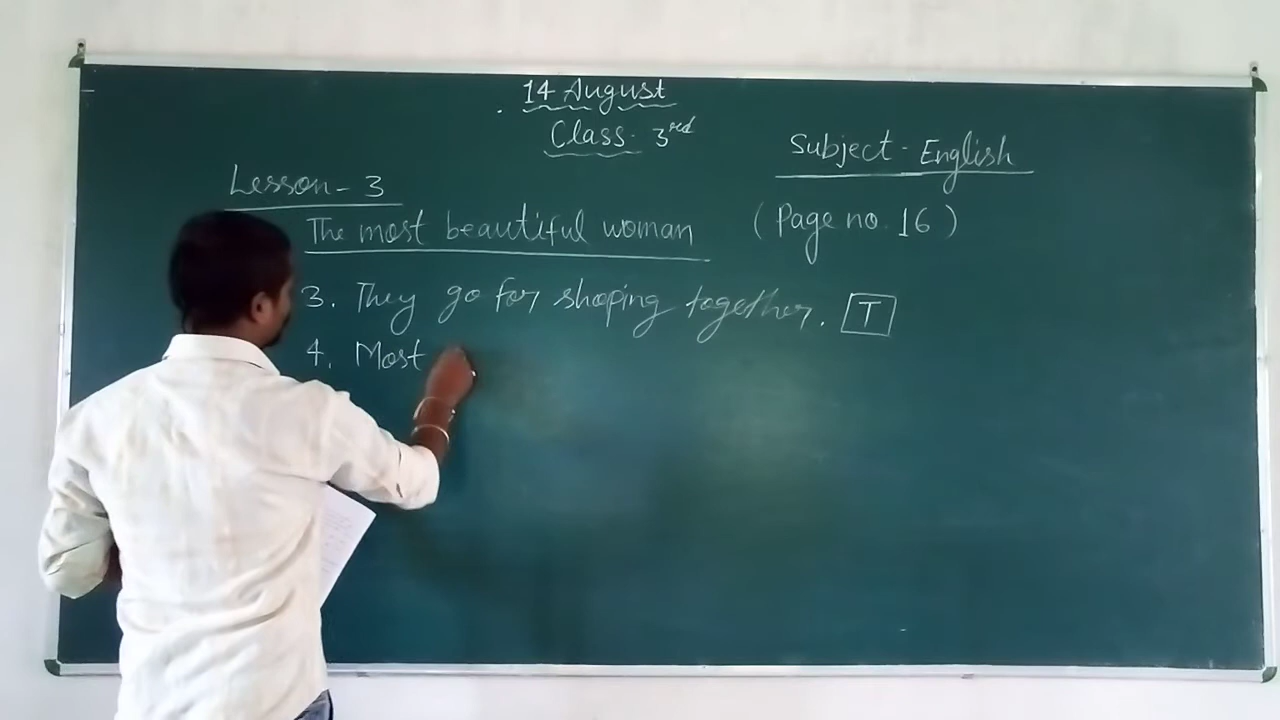 14 August
Class- 3rd
Subject- English
Lesson-3
The most beautiful woman (Page no. 16)
3. They go for shoping together. T
4. Most